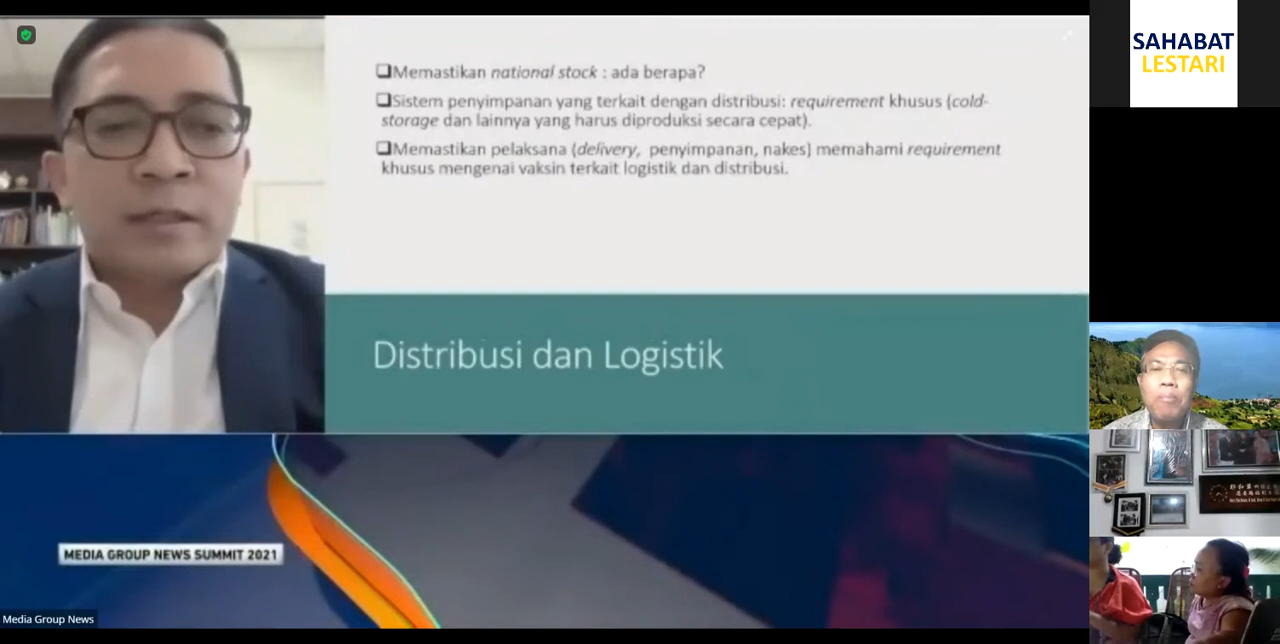 ❑Memastikan national stock : ada berapa?
❑Sistem penyimpanan yang terkait dengan distribusi: requirement khusus (cold-
storage dan lainnya yang harus diproduksi secara cepat).
❑Memastikan pelaksana (delivery, penyimpanan, nakes) memahami requirement
khusus mengenai vaksin terkait logistik dan distribusi.
Distribusi dan Logistik
MEDIA GROUP NEWS SUMMIT 2021
Media Group News
SAHABAT
LESTARI